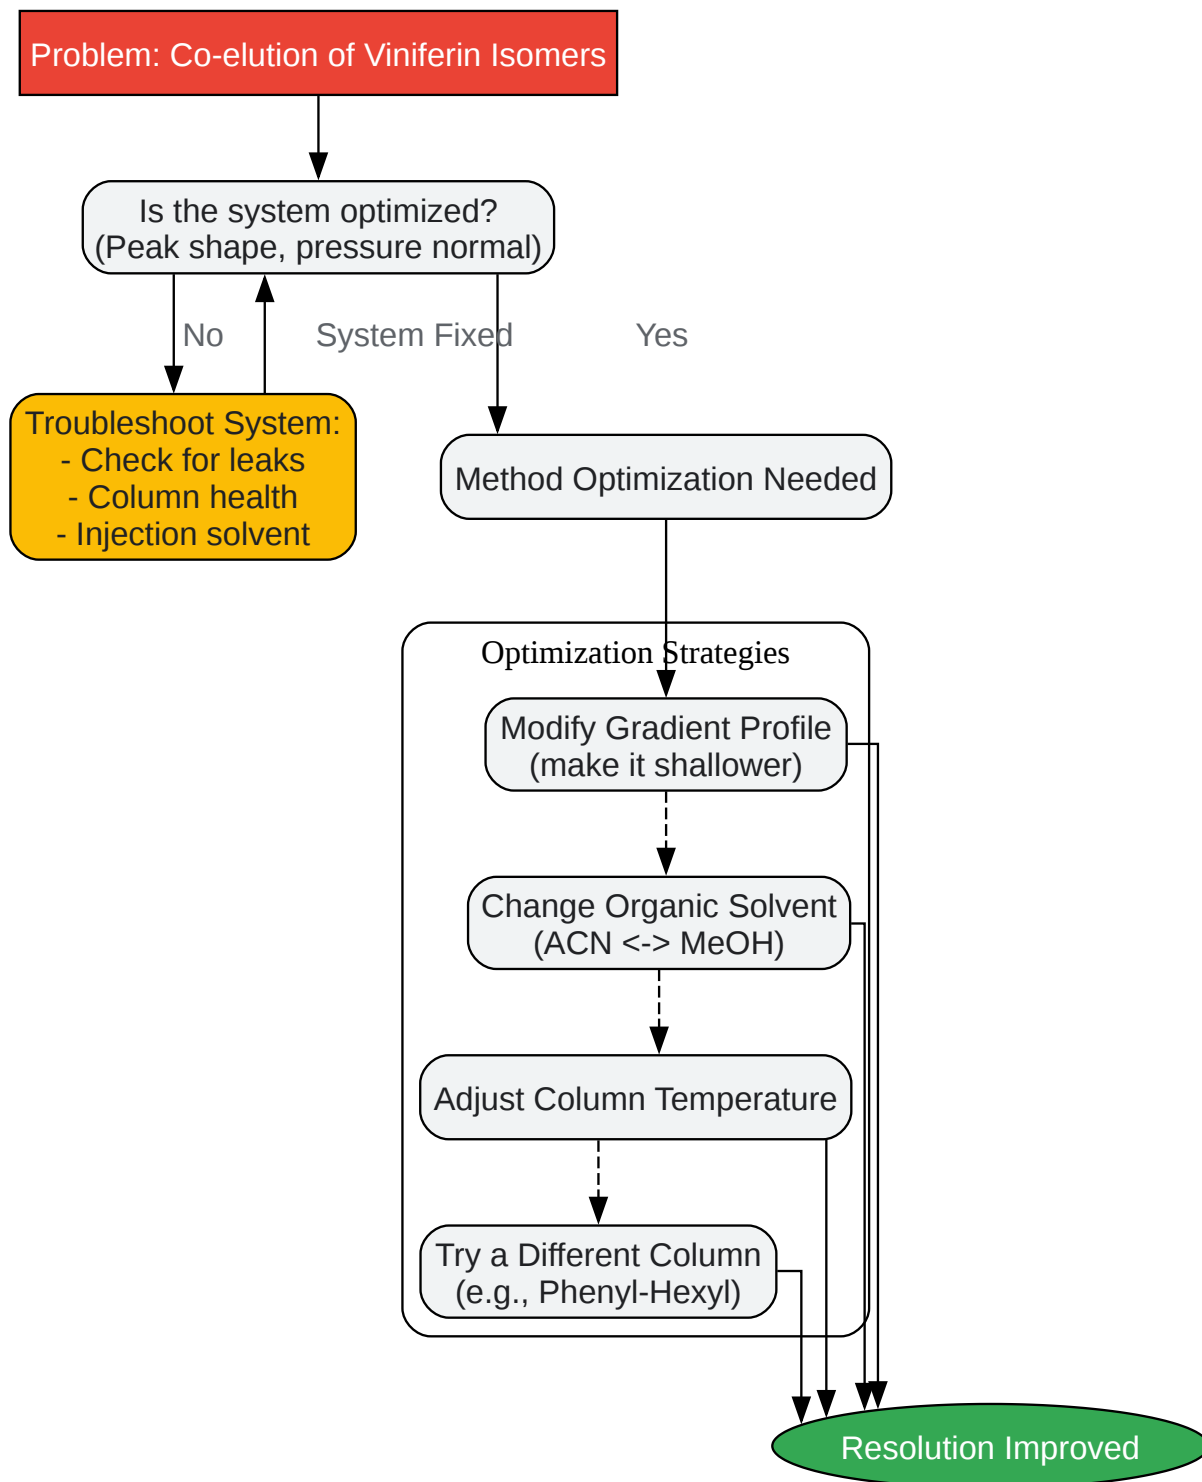 Problem: Co-elution of Viniferin Isomers
Is the system optimized?
(Peak shape, pressure normal)
No
System Fixed
Yes
Troubleshoot System:
- Check for leaks
- Column health
- Injection solvent
Method Optimization Needed
Optimization Strategies
Modify Gradient Profile
(make it shallower)
Change Organic Solvent
(ACN <-> MeOH)
Adjust Column Temperature
Try a Different Column
(e.g., Phenyl-Hexyl)
Resolution Improved